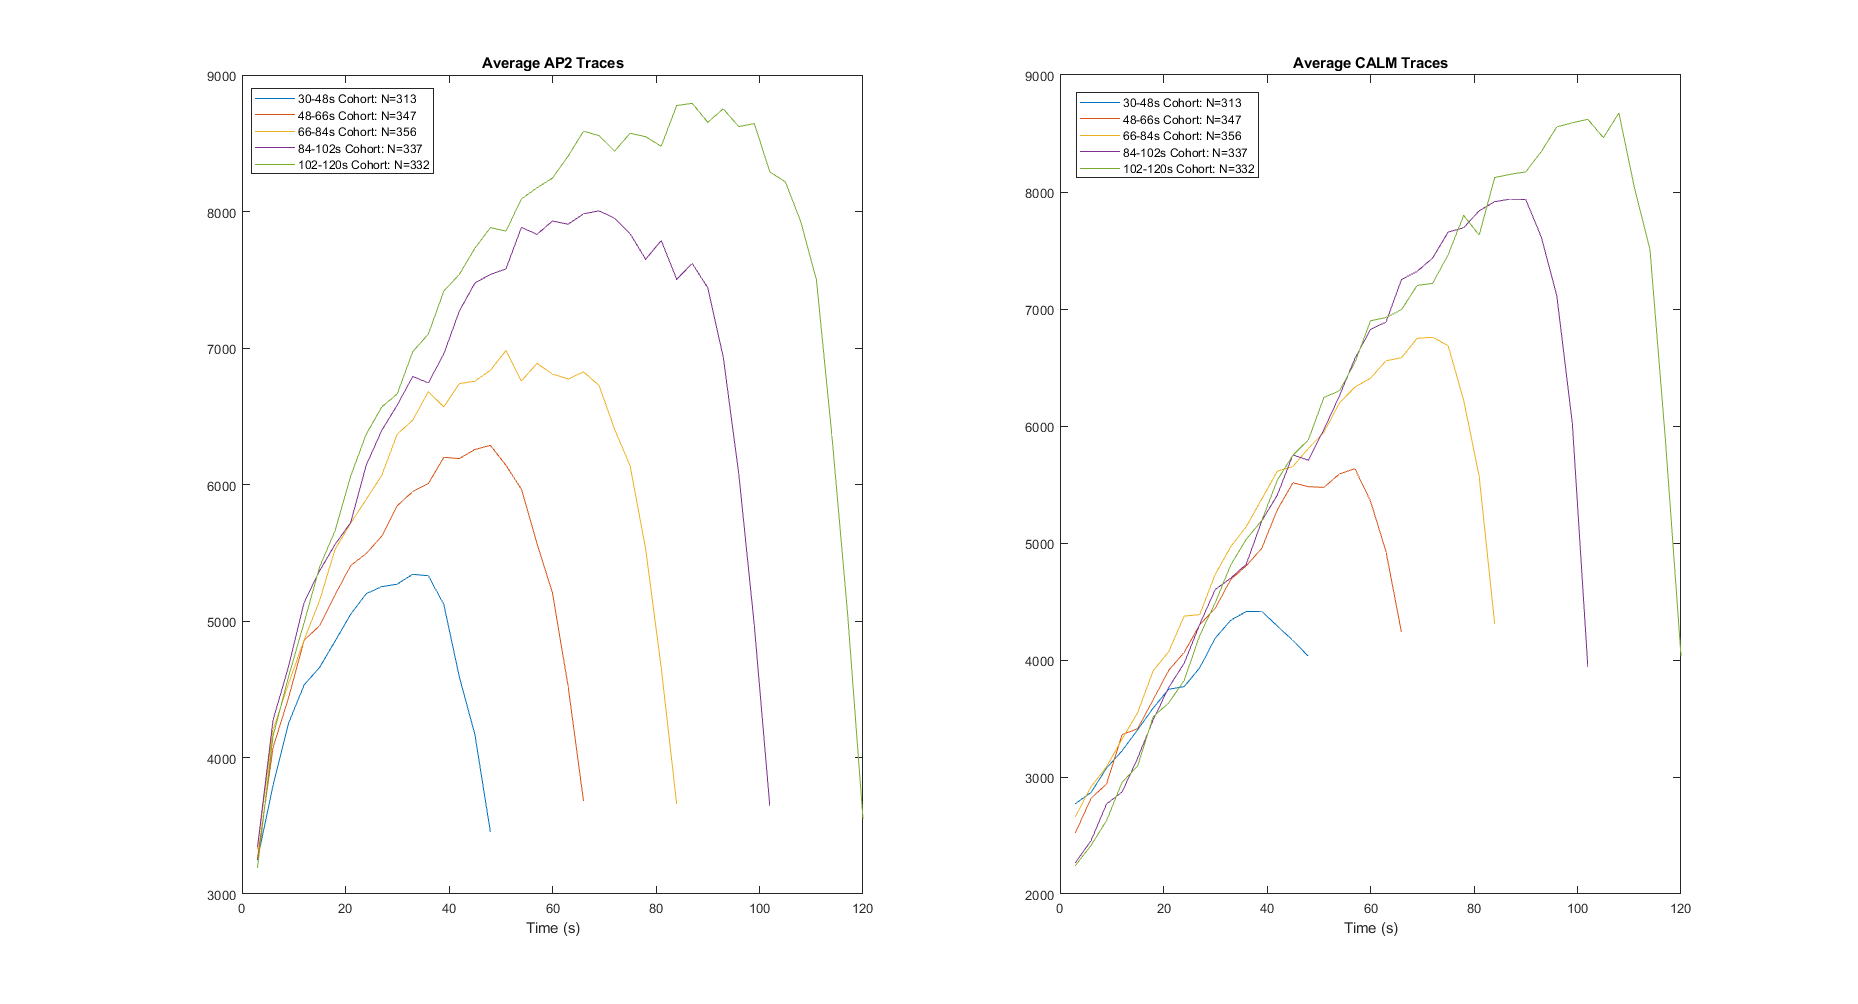 Average AP2 Traces
9000
8000
7000
6000
5000
4000
3000
30-48s Cohort: N=313
48-66s Cohort: N=347
66-84s Cohort: N=356
84-102s Cohort: N=337
102-120s Cohort: N=332
0 20 40 60 80 100 120
Time (s)
Average CALM Traces
9000
8000
7000
6000
5000
4000
3000
2000
30-48s Cohort: N=313
48-66s Cohort: N=347
66-84s Cohort: N=356
84-102s Cohort: N=337
102-120s Cohort: N=332
0 20 40 60 80 100 120
Time (s)